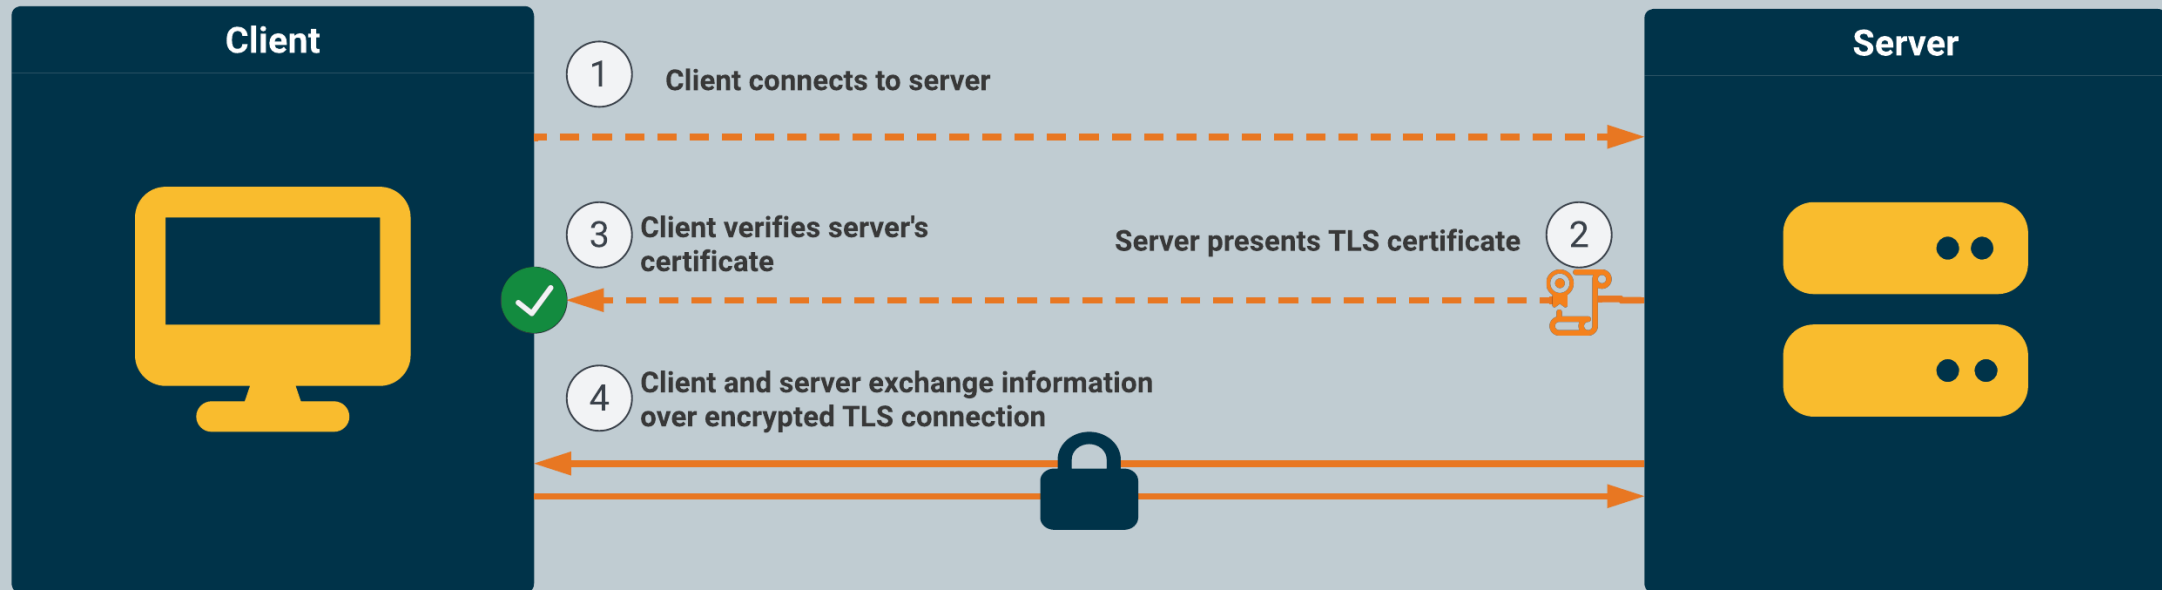 Client
Server
1
Client connects to server
3
Client verifies server's
certificate
Server presents TLS certificate
2
4
Client and server exchange information
over encrypted TLS connection